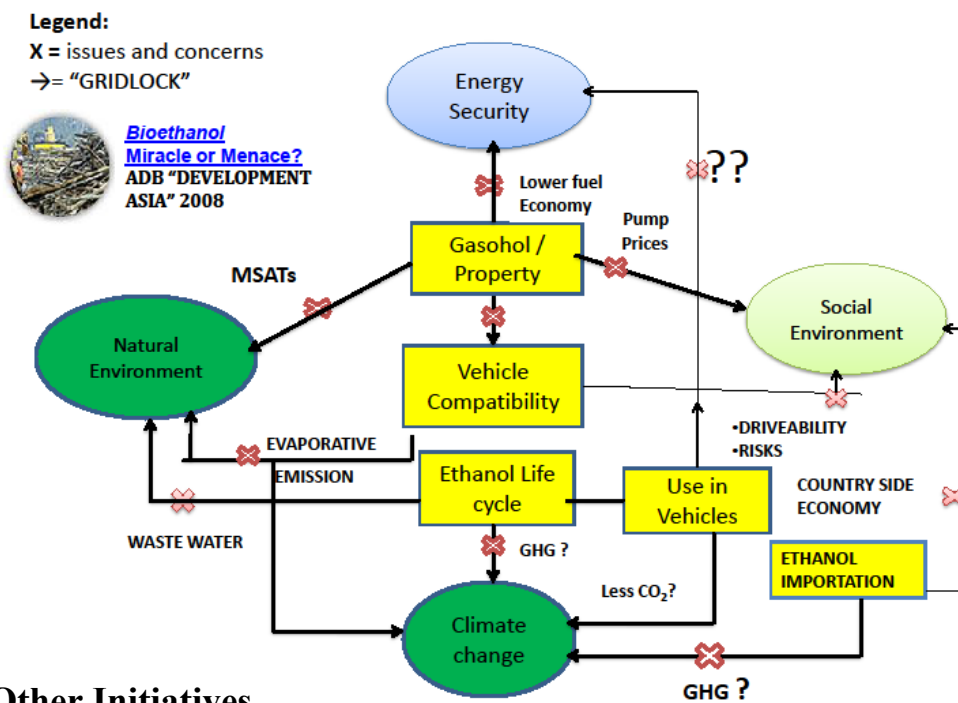 Legend:
X = issues and concerns
→= “GRIDLOCK”
Bioethanol
Miracle or Menace?
ADB “DEVELOPMENT
ASIA” 2008
Energy
Security
??
Lower fuel
Economy
Pump
Prices
Gasohol /
Property
MSATs
Social
Environment
Natural
Environment
Vehicle
Compatibility
•DRIVEABILITY
•RISKS
EVAPORATIVE
EMISSION
Ethanol Life
cycle
Use in
Vehicles
COUNTRY SIDE
ECONOMY
WASTE WATER
GHG ?
ETHANOL
IMPORTATION
Less CO₂?
Climate
change
GHG ?
Other Initiatives